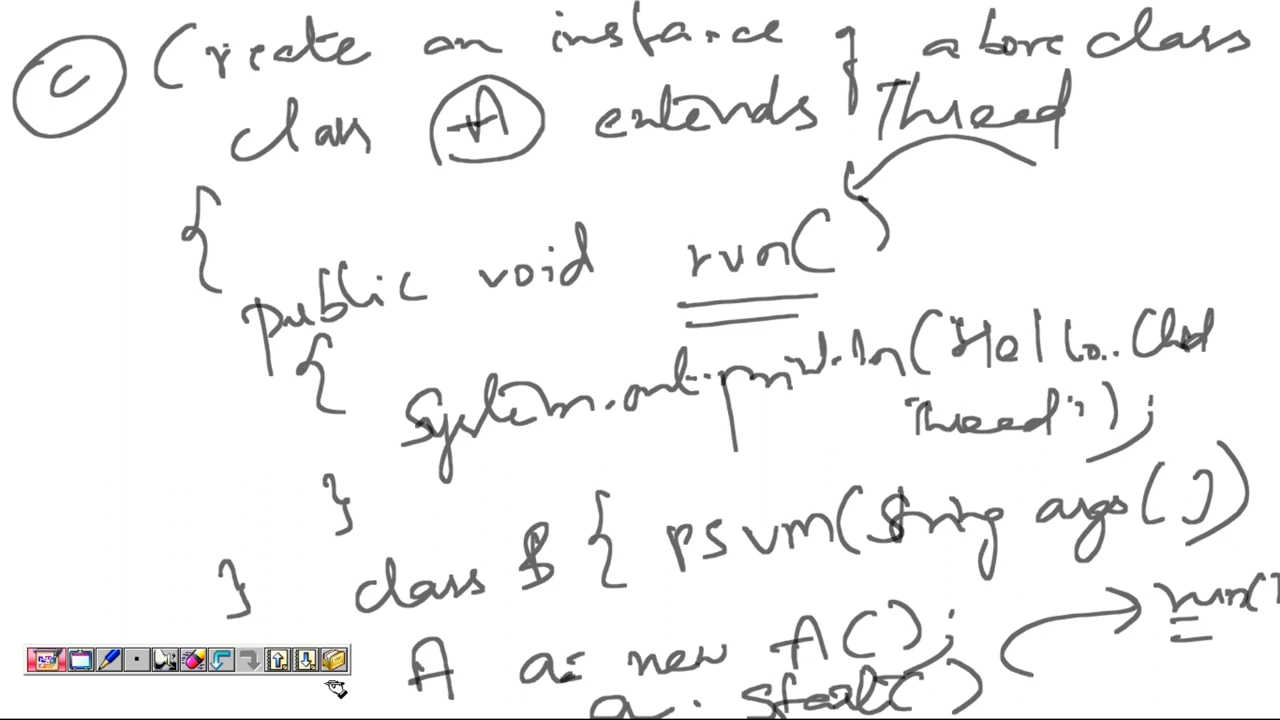 C Create an instance of above class
class A extends Thread
{
public void run()
{
System.out.println("Hello.. Child
Thread");
}
} class B { psvm(String args[])
A a= new A(); run()
a. start()